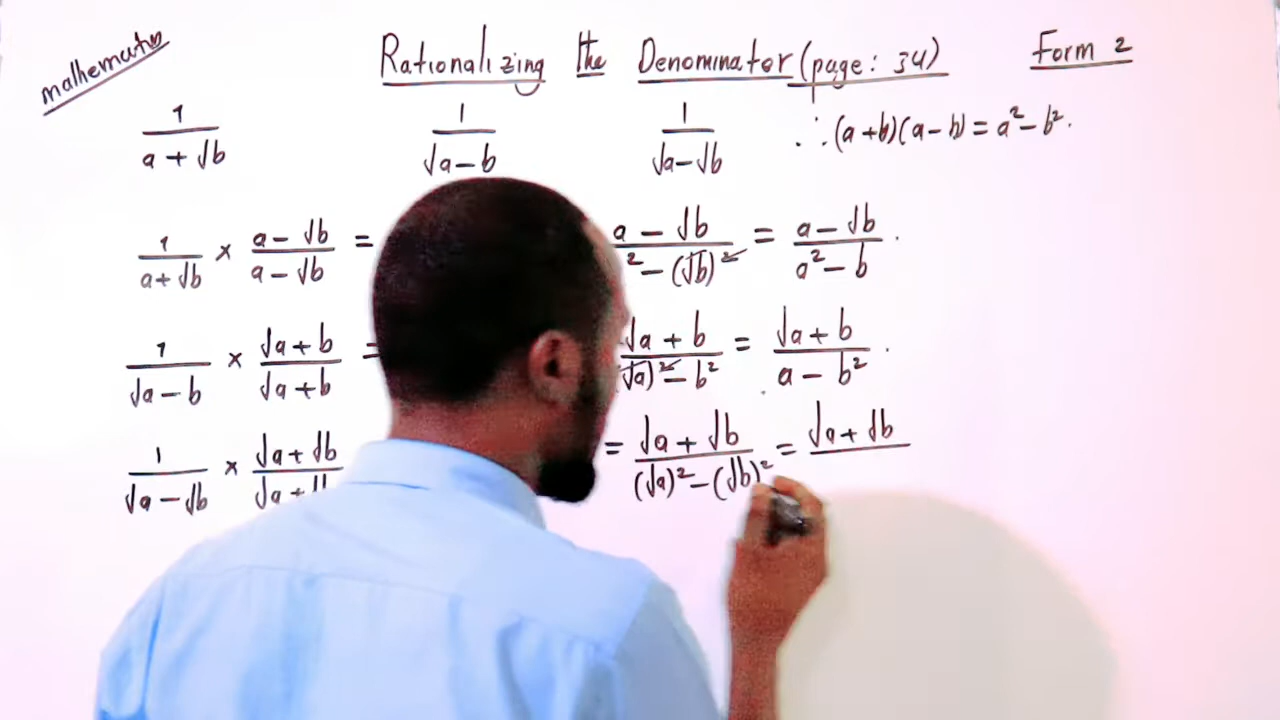 mathematics Rationalizing the Denominator (page: 34) Form 2
1/(a + √b) 1/(√a - b) 1/(√a - √b) ∴ (a + b)(a - b) = a² - b².
1/(a + √b) × (a - √b)/(a - √b) = (a - √b)/(² - (√b)²) = (a - √b)/(a² - b).
1/(√a - b) × (√a + b)/(√a + b) = (√a + b)/((√a)² - b²) = (√a + b)/(a - b²).
1/(√a - √b) × (√a + √b)/(√a + √b) = (√a + √b)/((√a)² - (√b)²) = √a + √b